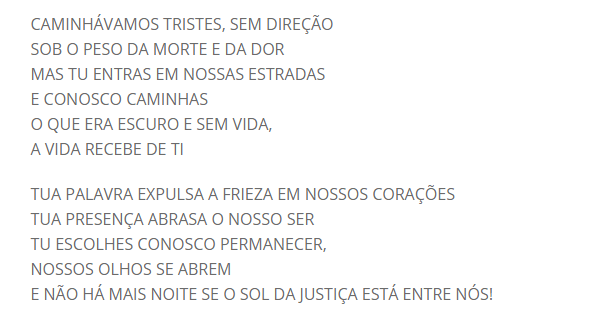 CAMINHÁVAMOS TRISTES, SEM DIREÇÃO
SOB O PESO DA MORTE E DA DOR
MAS TU ENTRAS EM NOSSAS ESTRADAS
E CONOSCO CAMINHAS
O QUE ERA ESCURO E SEM VIDA,
A VIDA RECEBE DE TI
TUA PALAVRA EXPULSA A FRIEZA EM NOSSOS CORAÇÕES
TUA PRESENÇA ABRASA O NOSSO SER
TU ESCOLHES CONOSCO PERMANECER,
NOSSOS OLHOS SE ABREM
E NÃO HÁ MAIS NOITE SE O SOL DA JUSTIÇA ESTÁ ENTRE NÓS!